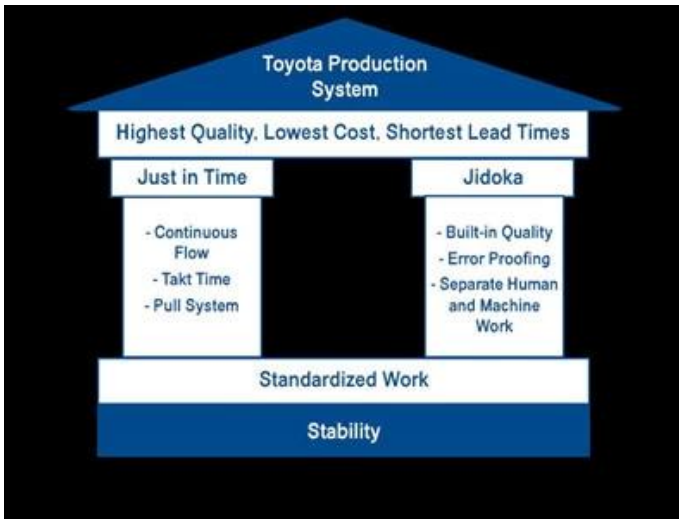 Toyota Production
System
Highest Quality, Lowest Cost, Shortest Lead Times
Just in Time
- Continuous
Flow
- Takt Time
- Pull System
Jidoka
- Built-in Quality
- Error Proofing
- Separate Human
and Machine
Work
Standardized Work
Stability